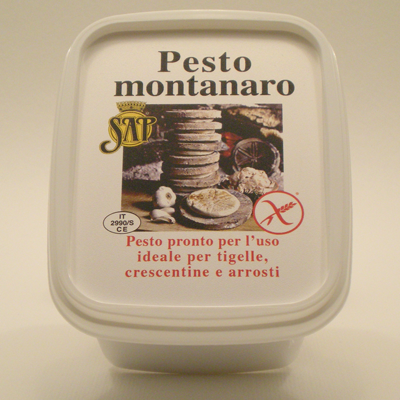 Pesto
montanaro
SAP
IT
2990/S
CE
Pesto pronto per l'uso
ideale per tigelle,
crescentine e arrosti